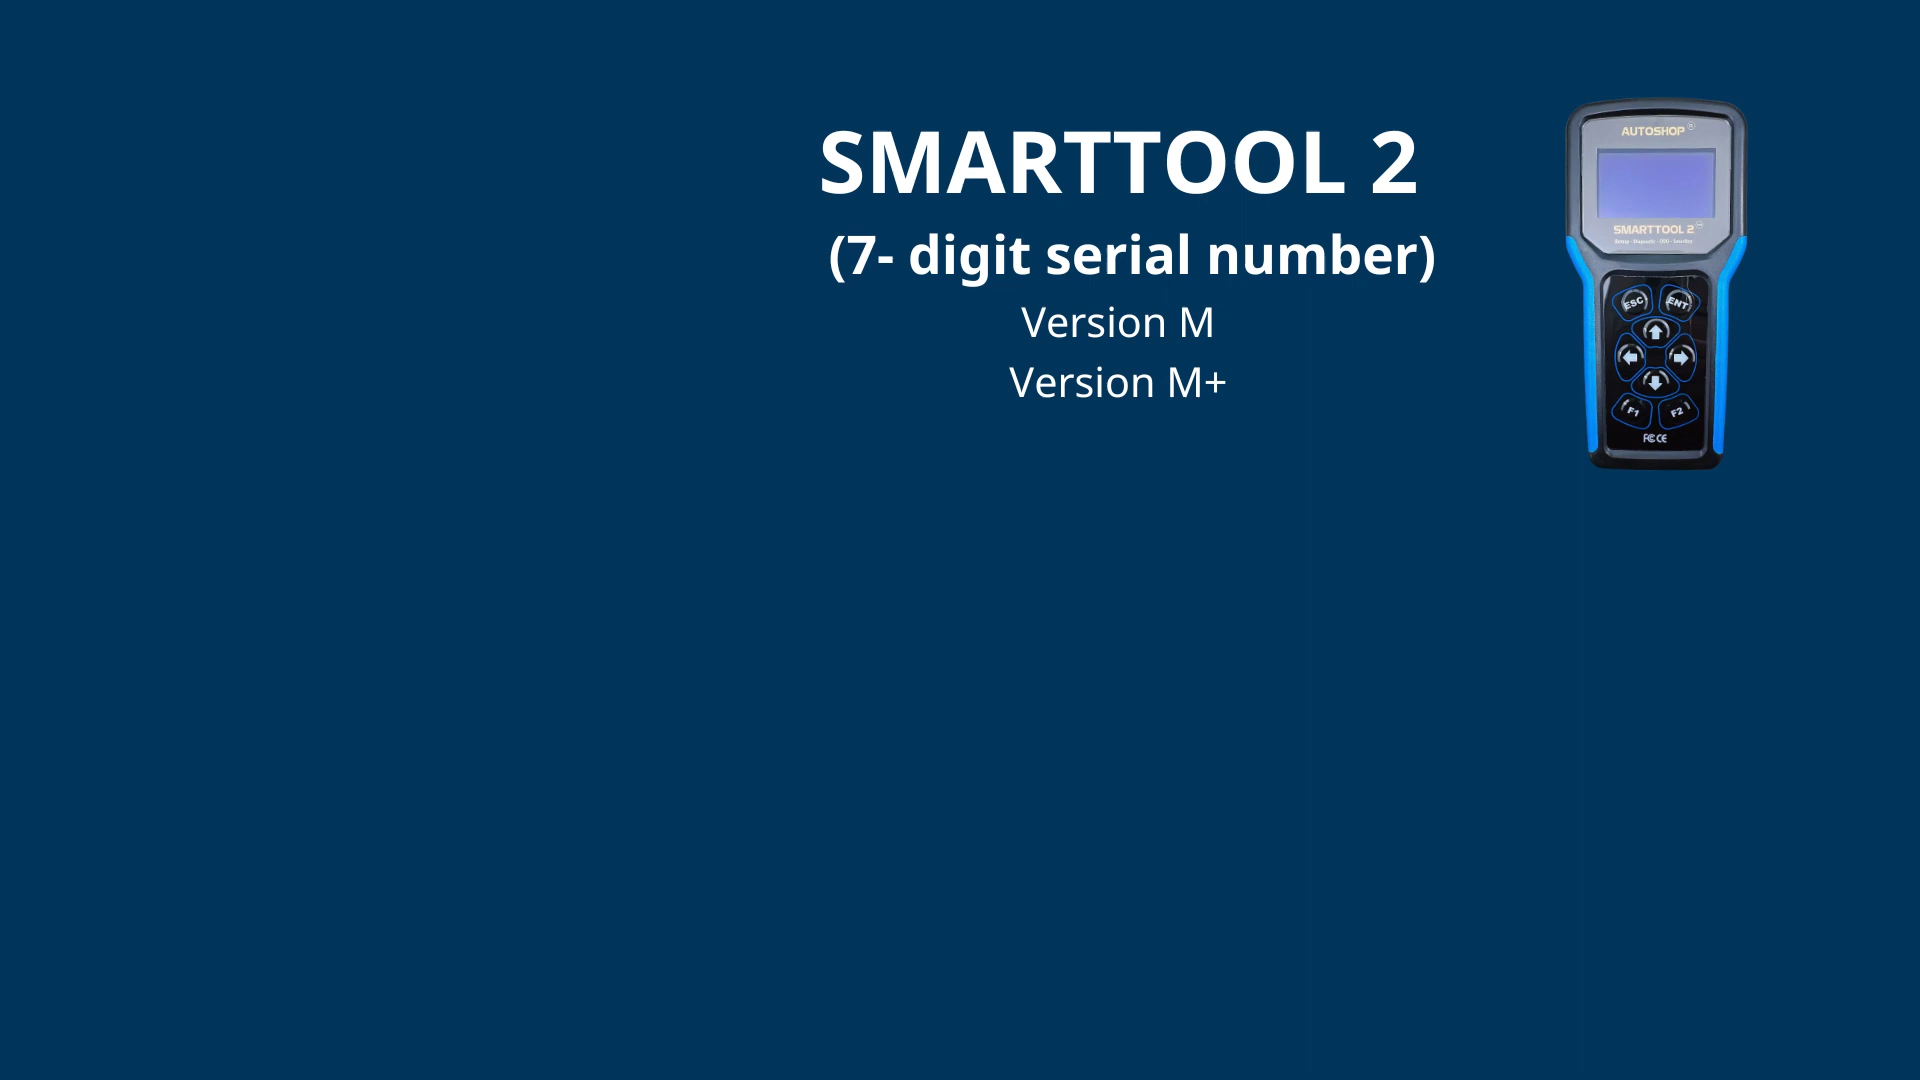 SMARTTOOL 2
(7- digit serial number)
Version M
Version M+
AUTOSHOP
SMARTTOOL 2
ESC
ENT
F1
F2
FC CE